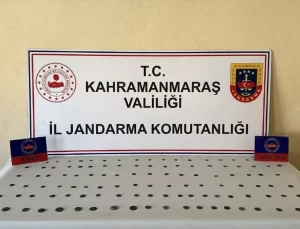 T.C.
KAHRAMANMARAŞ
VALİLİĞİ
İL JANDARMA KOMUTANLIĞI